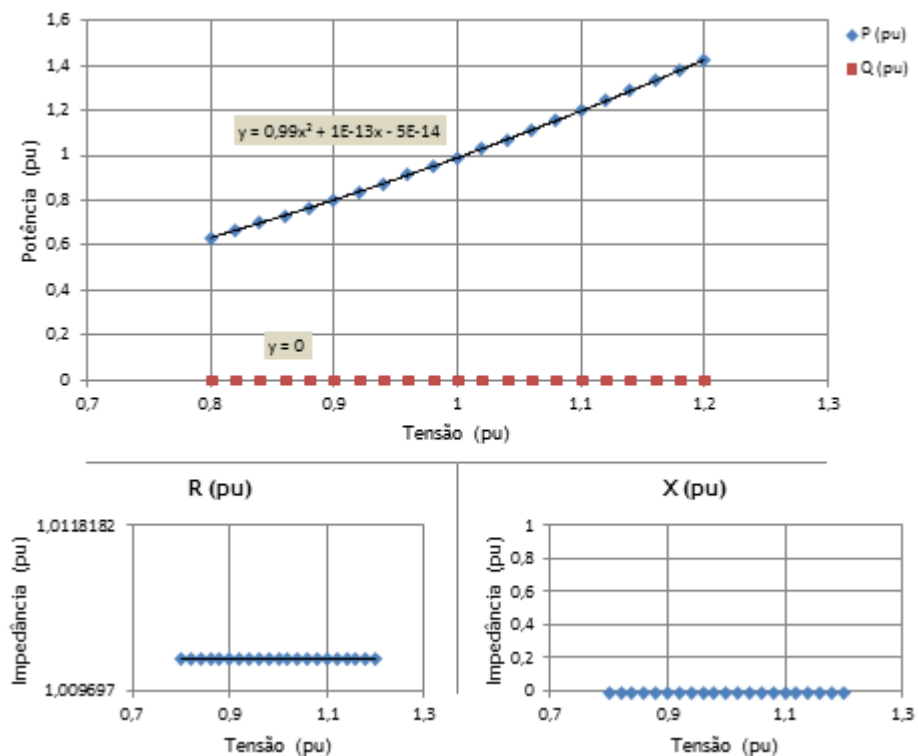 1,6
1,4
1,2
1
0,8
0,6
0,4
0,2
0
Potência (pu)
y = 0,99x² + 1E-13x - 5E-14
y = 0
0,7
0,8
0,9
1
1,1
1,2
1,3
Tensão (pu)
P (pu)
Q (pu)
R (pu)
1,0118182
1,009697
Impedância (pu)
0,7
0,9
1,1
1,3
Tensão (pu)
X (pu)
1
0,8
0,6
0,4
0,2
0
Impedância (pu)
0,7
0,9
1,1
1,3
Tensão (pu)